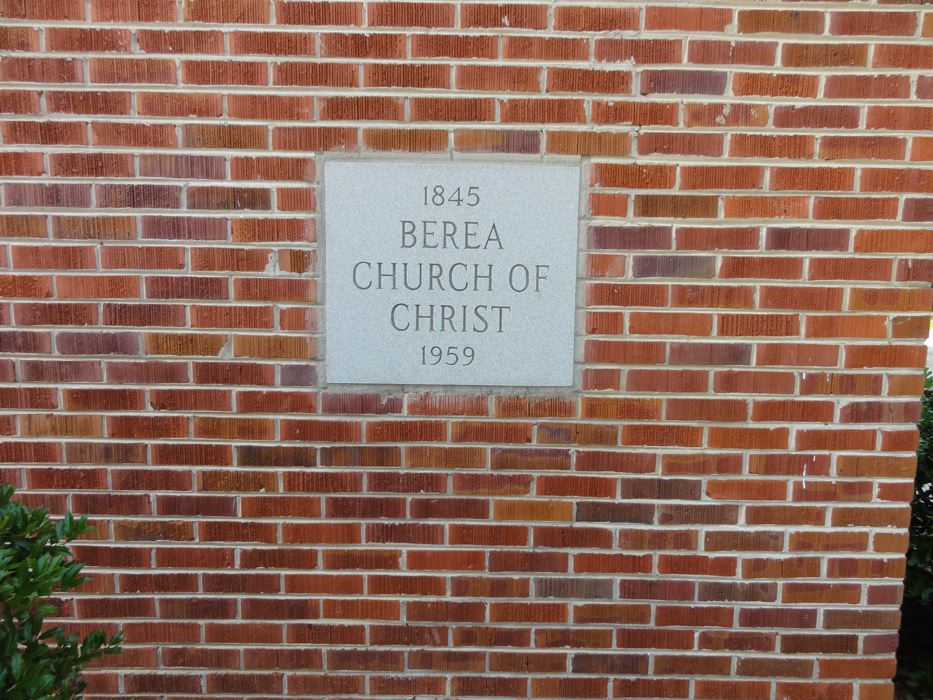 1845
BEREA
CHURCH OF
CHRIST
1959